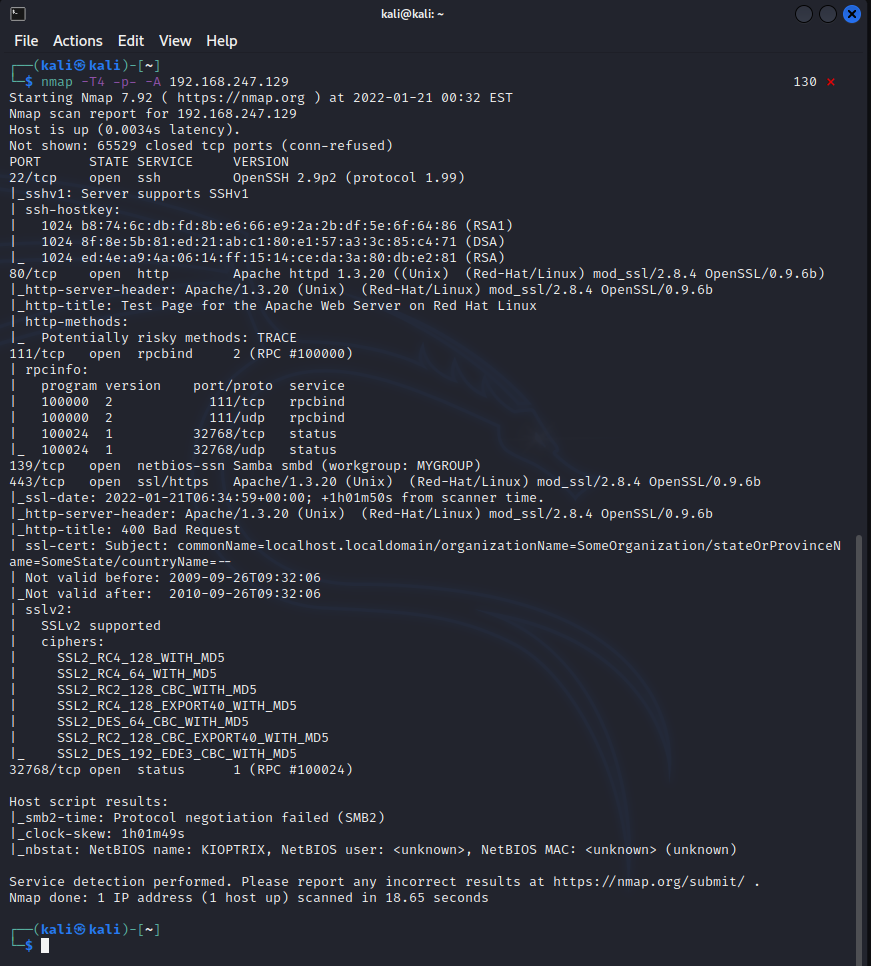 kali@kali: ~
File Actions Edit View Help
┌──(kali㉿kali)-[~]
└─$ nmap -T4 -p- -A 192.168.247.129 130 ⨯
Starting Nmap 7.92 ( https://nmap.org ) at 2022-01-21 00:32 EST
Nmap scan report for 192.168.247.129
Host is up (0.0034s latency).
Not shown: 65529 closed tcp ports (conn-refused)
PORT      STATE SERVICE     VERSION
22/tcp    open  ssh         OpenSSH 2.9p2 (protocol 1.99)
|_sshv1: Server supports SSHv1
| ssh-hostkey:
|   1024 b8:74:6c:db:fd:8b:e6:66:e9:2a:2b:df:5e:6f:64:86 (RSA1)
|   1024 8f:8e:5b:81:ed:21:ab:c1:80:e1:57:a3:3c:85:c4:71 (DSA)
|_  1024 ed:4e:a9:4a:06:14:ff:15:14:ce:da:3a:80:db:e2:81 (RSA)
80/tcp    open  http        Apache httpd 1.3.20 ((Unix)  (Red-Hat/Linux) mod_ssl/2.8.4 OpenSSL/0.9.6b)
|_http-server-header: Apache/1.3.20 (Unix)  (Red-Hat/Linux) mod_ssl/2.8.4 OpenSSL/0.9.6b
|_http-title: Test Page for the Apache Web Server on Red Hat Linux
| http-methods:
|_  Potentially risky methods: TRACE
111/tcp   open  rpcbind     2 (RPC #100000)
| rpcinfo:
|   program version    port/proto  service
|   100000  2            111/tcp   rpcbind
|   100000  2            111/udp   rpcbind
|   100024  1          32768/tcp   status
|_  100024  1          32768/udp   status
139/tcp   open  netbios-ssn Samba smbd (workgroup: MYGROUP)
443/tcp   open  ssl/https   Apache/1.3.20 (Unix)  (Red-Hat/Linux) mod_ssl/2.8.4 OpenSSL/0.9.6b
|_ssl-date: 2022-01-21T06:34:59+00:00; +1h01m50s from scanner time.
|_http-server-header: Apache/1.3.20 (Unix)  (Red-Hat/Linux) mod_ssl/2.8.4 OpenSSL/0.9.6b
|_http-title: 400 Bad Request
| ssl-cert: Subject: commonName=localhost.localdomain/organizationName=SomeOrganization/stateOrProvinceN
ame=SomeState/countryName=--
| Not valid before: 2009-09-26T09:32:06
|_Not valid after:  2010-09-26T09:32:06
| sslv2:
|   SSLv2 supported
|   ciphers:
|     SSL2_RC4_128_WITH_MD5
|     SSL2_RC4_64_WITH_MD5
|     SSL2_RC2_128_CBC_WITH_MD5
|     SSL2_RC4_128_EXPORT40_WITH_MD5
|     SSL2_DES_64_CBC_WITH_MD5
|     SSL2_RC2_128_CBC_EXPORT40_WITH_MD5
|_    SSL2_DES_192_EDE3_CBC_WITH_MD5
32768/tcp open  status      1 (RPC #100024)
Host script results:
|_smb2-time: Protocol negotiation failed (SMB2)
|_clock-skew: 1h01m49s
|_nbstat: NetBIOS name: KIOPTRIX, NetBIOS user: <unknown>, NetBIOS MAC: <unknown> (unknown)
Service detection performed. Please report any incorrect results at https://nmap.org/submit/ .
Nmap done: 1 IP address (1 host up) scanned in 18.65 seconds
┌──(kali㉿kali)-[~]
└─$